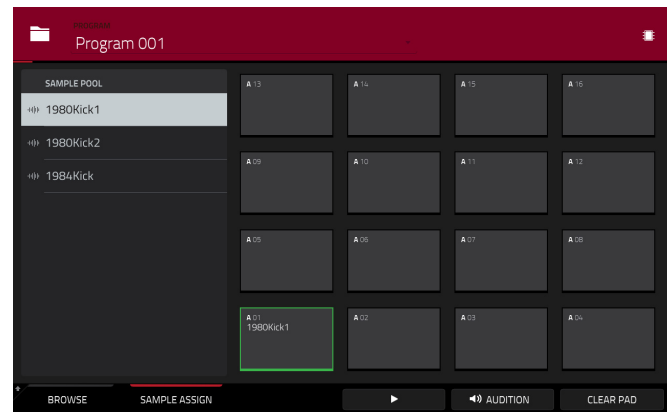 PROGRAM
Program 001
SAMPLE POOL
1980Kick1
1980Kick2
1984Kick
A 13
A 14
A 15
A 16
A 09
A 10
A 11
A 12
A 05
A 06
A 07
A 08
A 01
1980Kick1
A 02
A 03
A 04
BROWSE
SAMPLE ASSIGN
AUDITION
CLEAR PAD